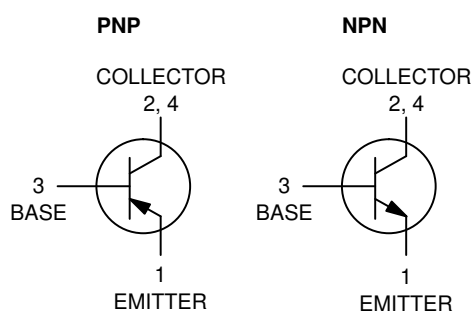 PNP
COLLECTOR
2, 4
3
BASE
1
EMITTER
NPN
COLLECTOR
2, 4
3
BASE
1
EMITTER